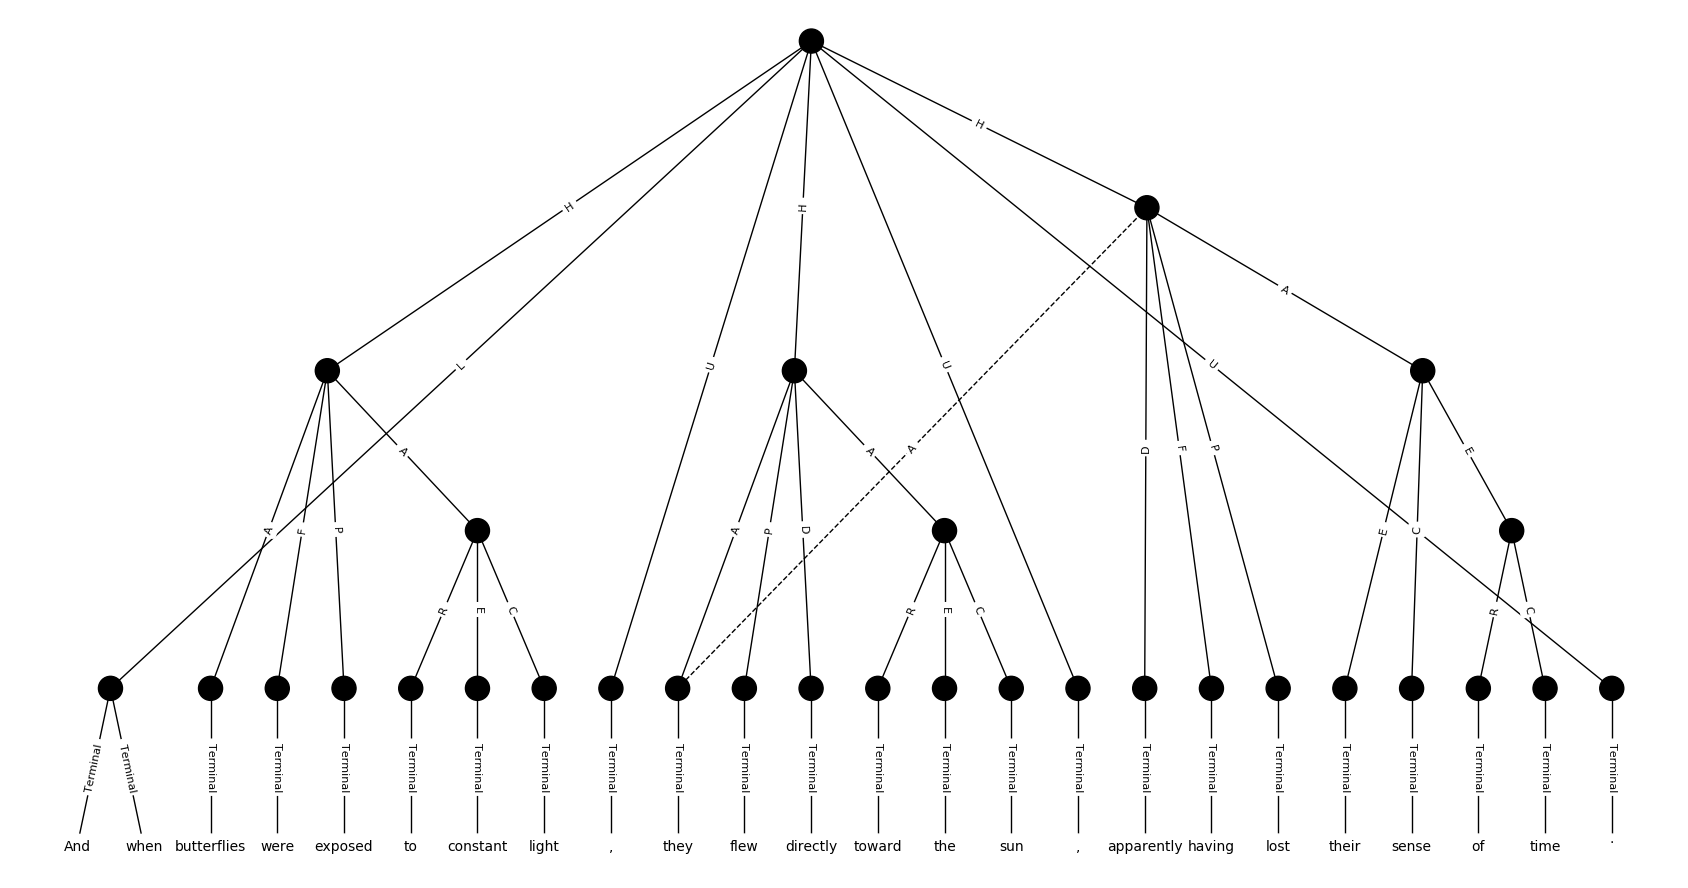 H
H
H
A
L
U
U
U
A
A
A
D
F
P
E
A
F
P
A
P
D
E
C
R
E
C
R
E
C
R
C
Terminal Terminal Terminal Terminal Terminal Terminal Terminal Terminal Terminal Terminal Terminal Terminal Terminal Terminal Terminal Terminal Terminal Terminal Terminal Terminal Terminal Terminal Terminal Terminal
And when butterflies were exposed to constant light , they flew directly toward the sun , apparently having lost their sense of time .